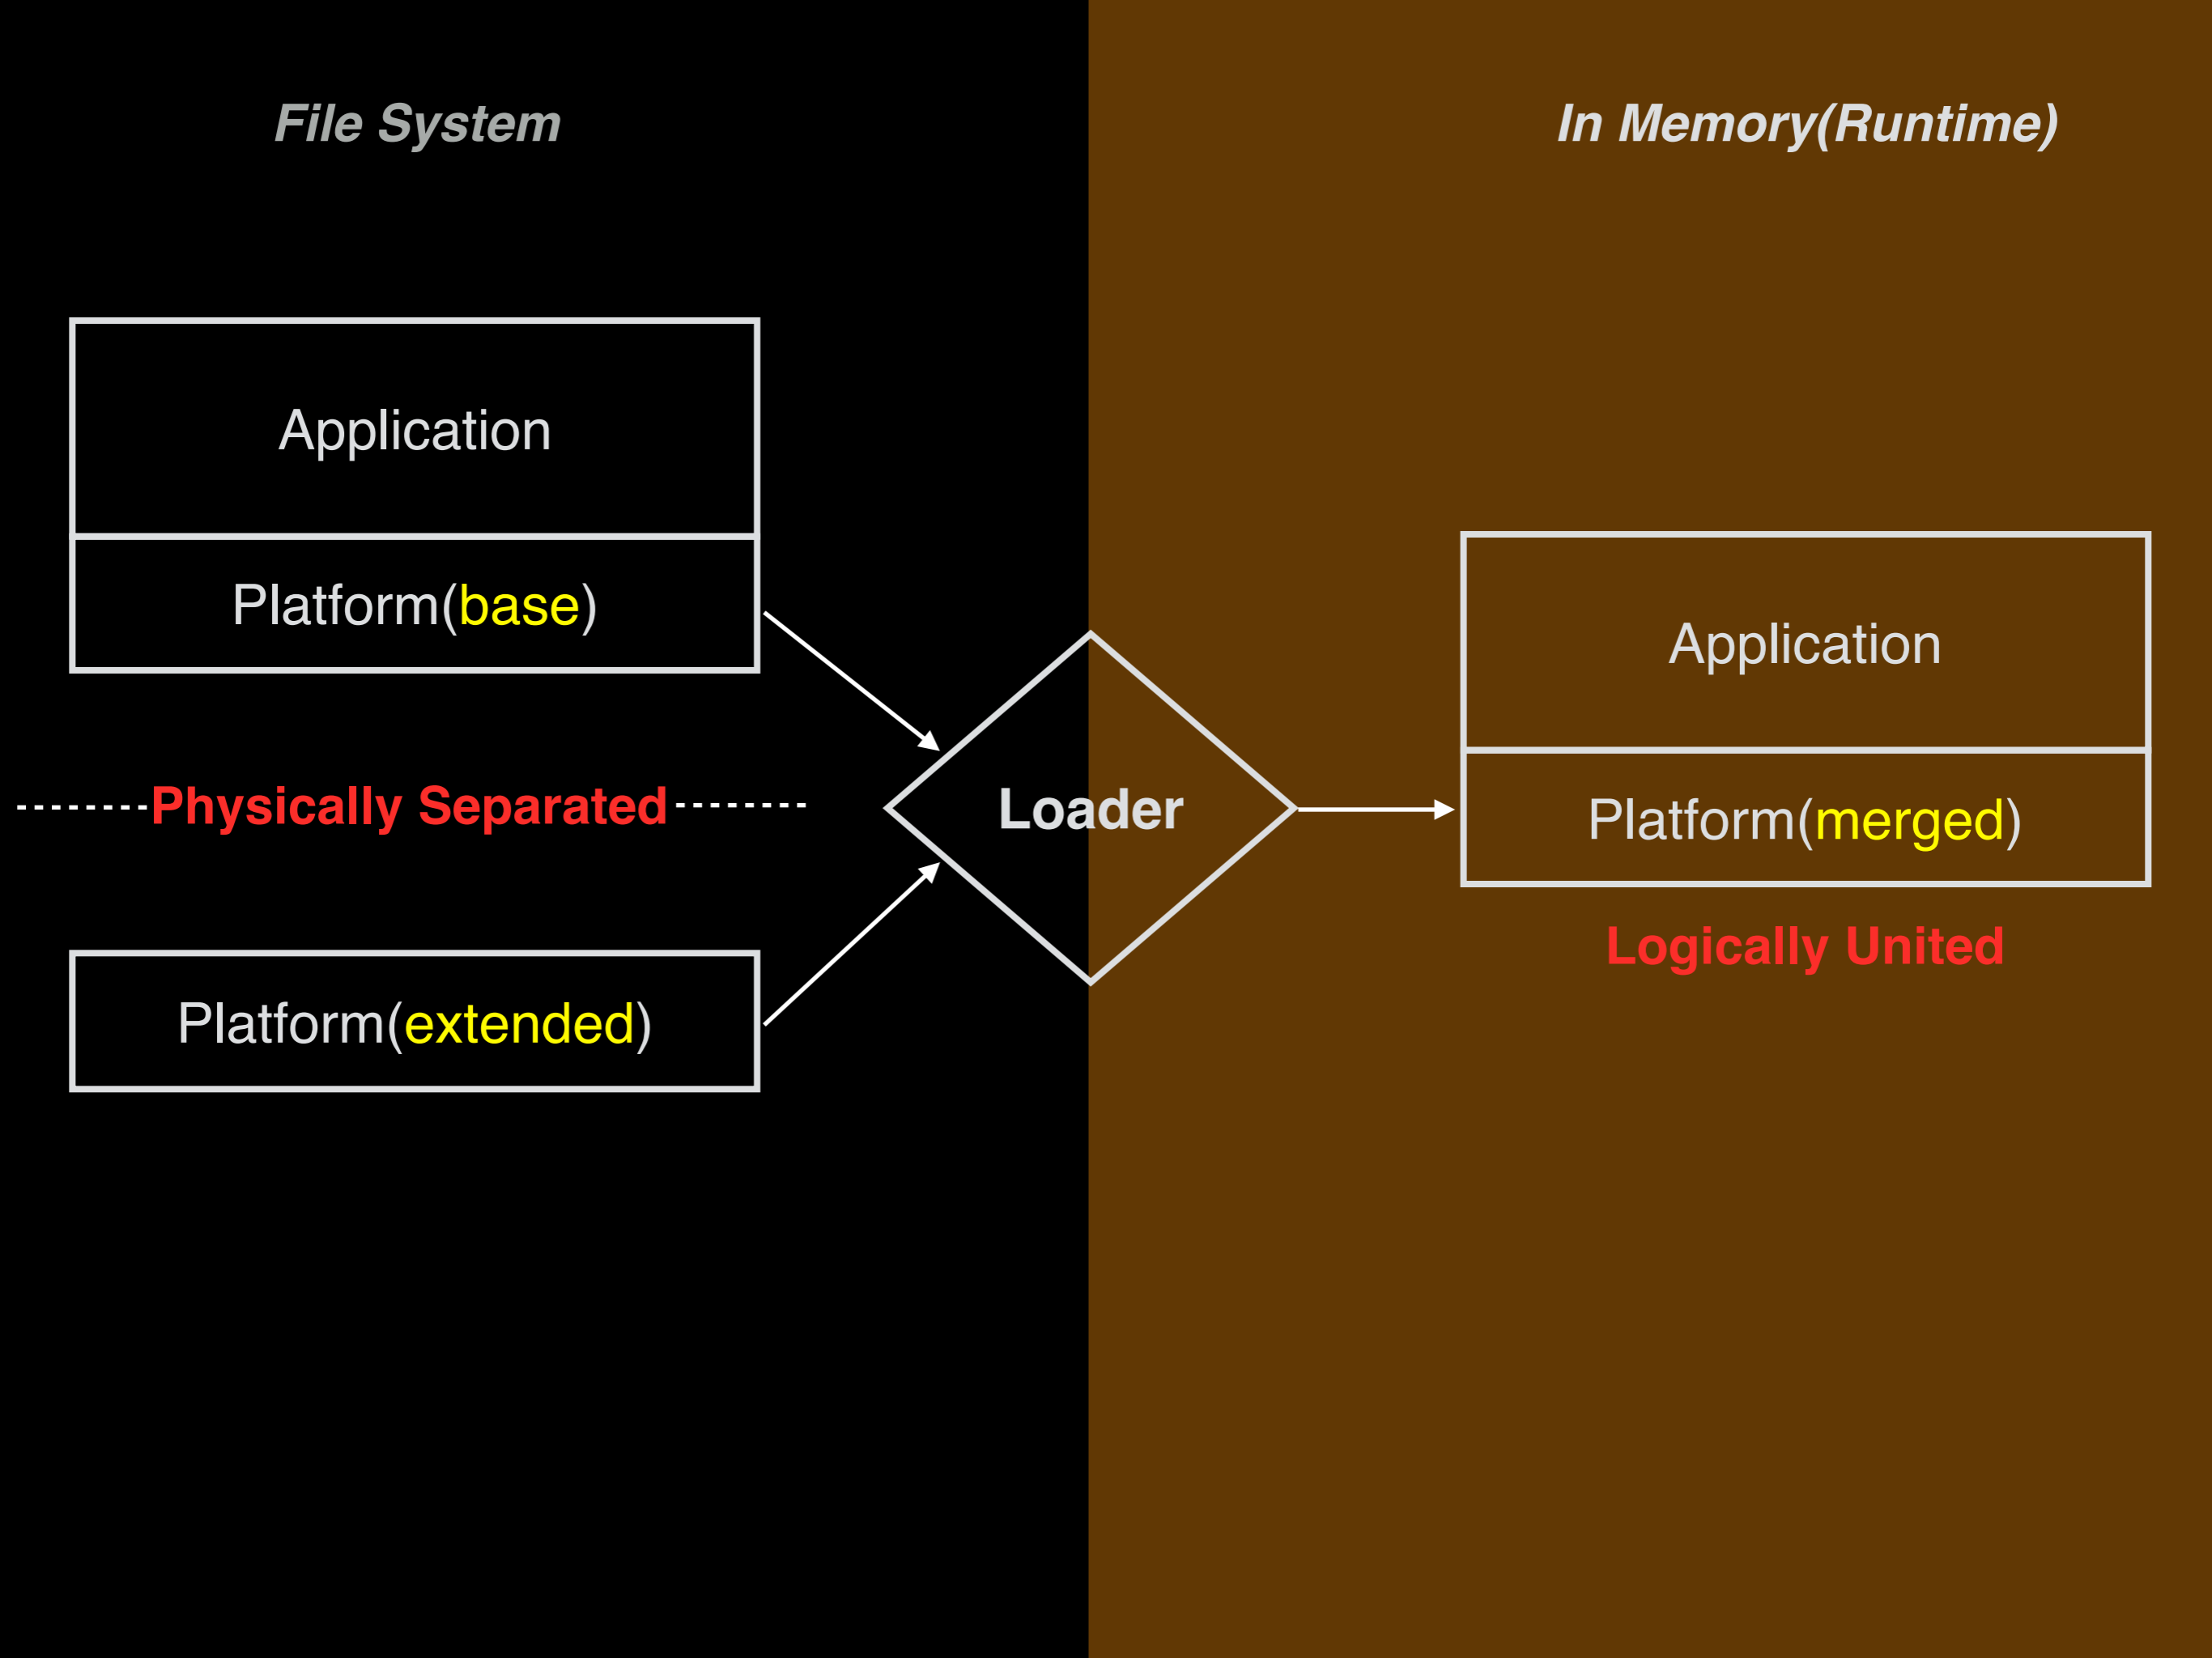 File System
In Memory(Runtime)
Application
Platform(base)
Physically Separated
Platform(extended)
Loader
Application
Platform(merged)
Logically United